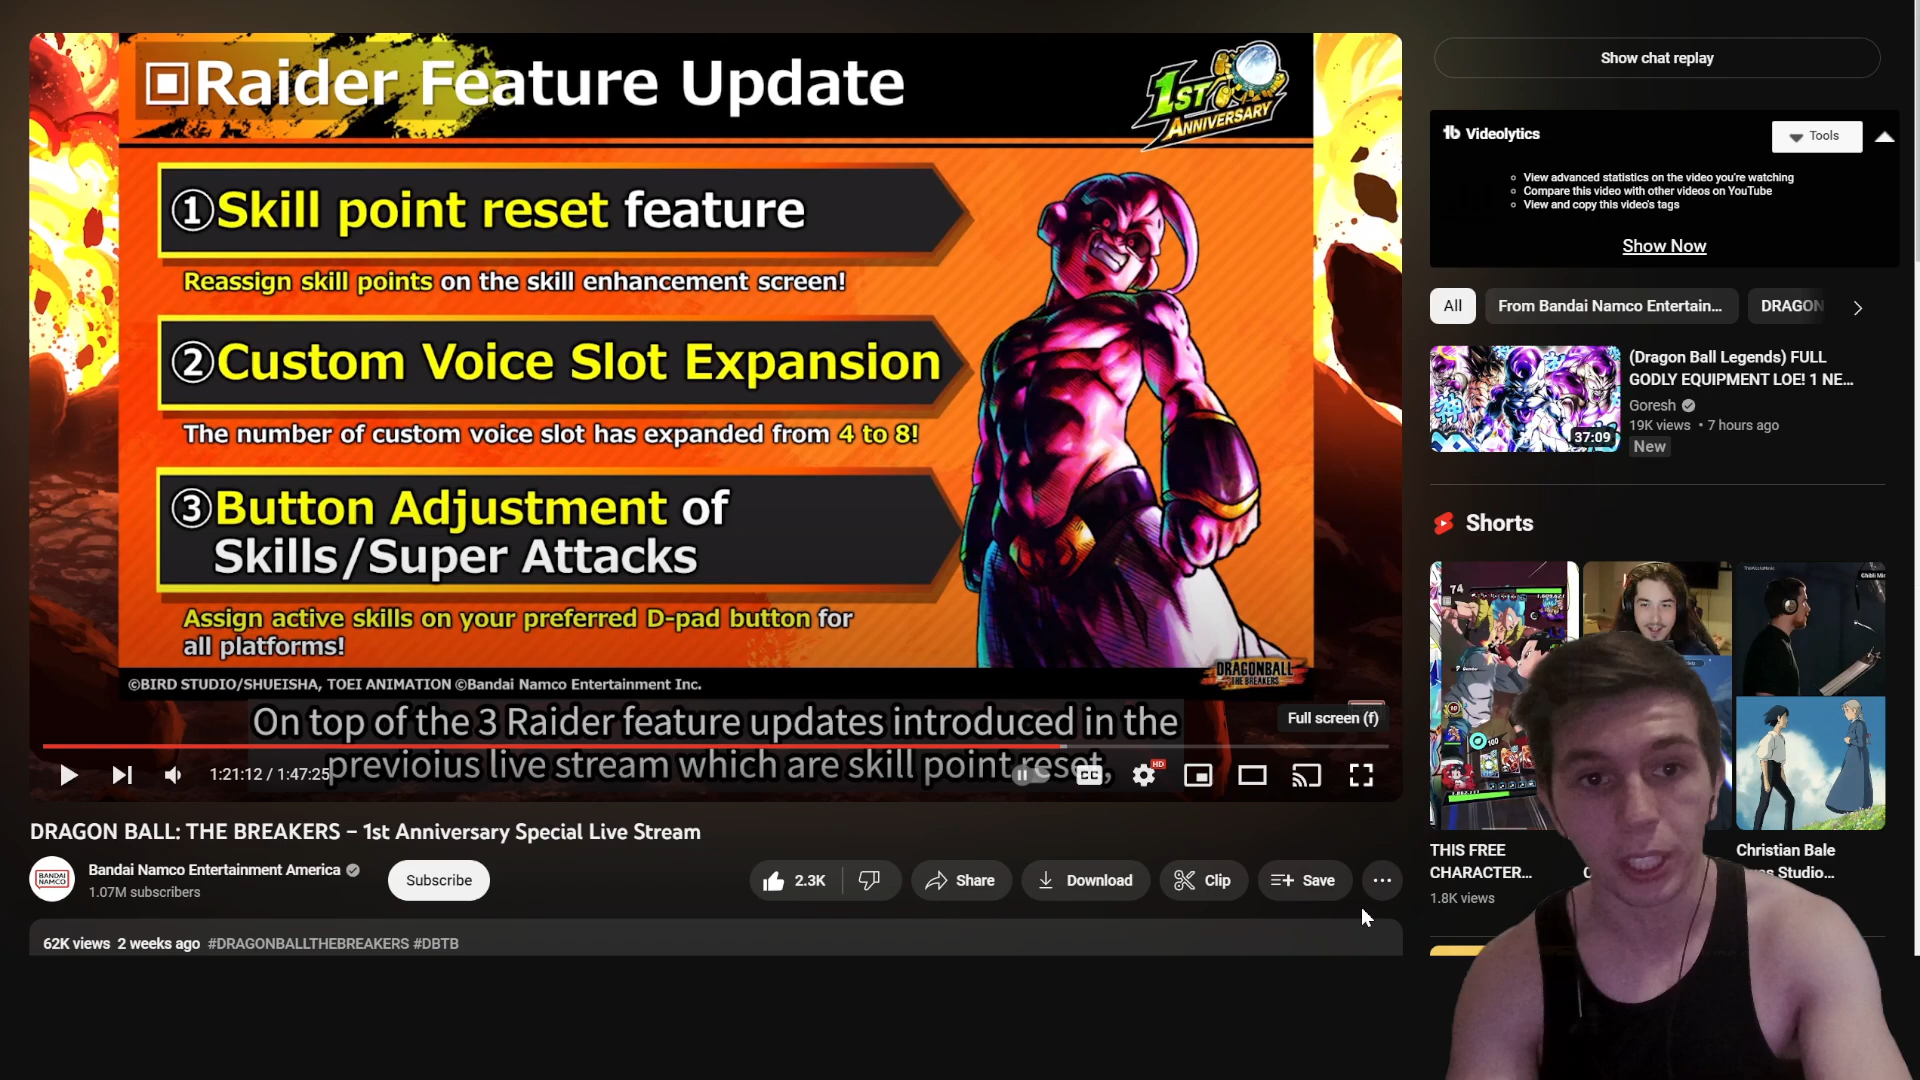 Raider Feature Update
1ST
ANNIVERSARY
①Skill point reset feature
Reassign skill points on the skill enhancement screen!
②Custom Voice Slot Expansion
The number of custom voice slot has expanded from 4 to 8!
③Button Adjustment of
Skills/Super Attacks
Assign active skills on your preferred D-pad button for
all platforms!
DRAGONBALL
THE BREAKERS
©BIRD STUDIO/SHUEISHA, TOEI ANIMATION ©Bandai Namco Entertainment Inc.
On top of the 3 Raider feature updates introduced in the
previoius live stream which are skill point reset,
Full screen (f)
1:21:12 / 1:47:25
CC
HD
DRAGON BALL: THE BREAKERS – 1st Anniversary Special Live Stream
BANDAI
NAMCO
Bandai Namco Entertainment America
1.07M subscribers
Subscribe
2.3K
Share
Download
Clip
Save
62K views 2 weeks ago #DRAGONBALLTHEBREAKERS #DBTB
Show chat replay
Videolytics
Tools
View advanced statistics on the video you're watching
Compare this video with other videos on YouTube
View and copy this video's tags
Show Now
All
From Bandai Namco Entertain...
DRAGON
37:09
(Dragon Ball Legends) FULL
GODLY EQUIPMENT LOE! 1 NE...
Goresh
19K views • 7 hours ago
New
Shorts
74
100
THIS FREE
CHARACTER...
1.8K views
Christian Bale
Studio...